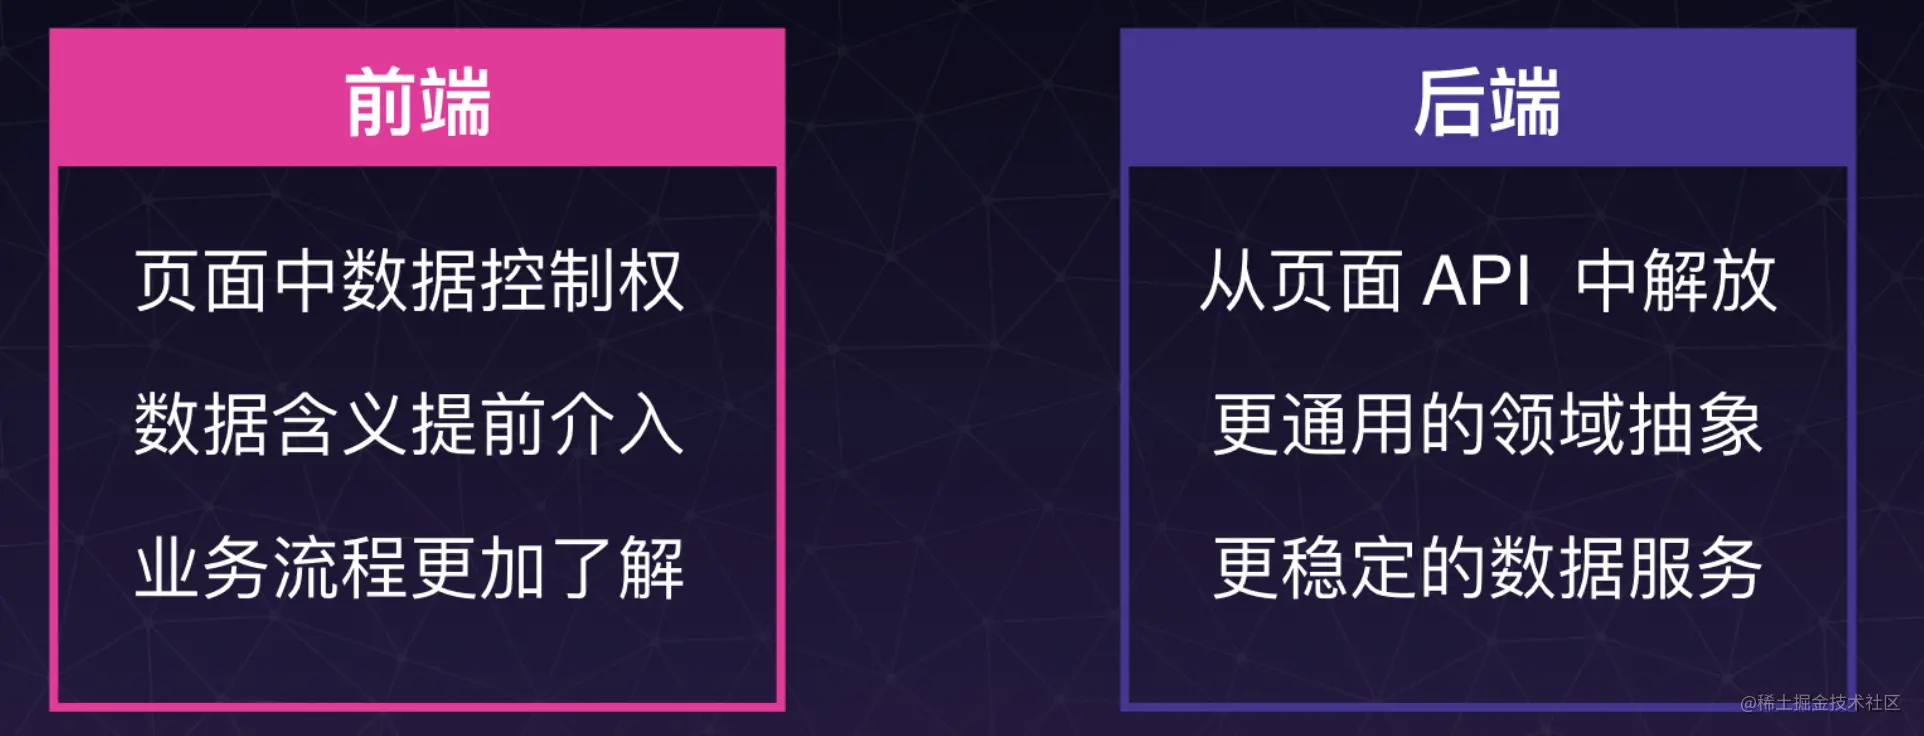 前端
页面中数据控制权
数据含义提前介入
业务流程更加了解
后端
从页面 API 中解放
更通用的领域抽象
更稳定的数据服务
@稀土掘金技术社区